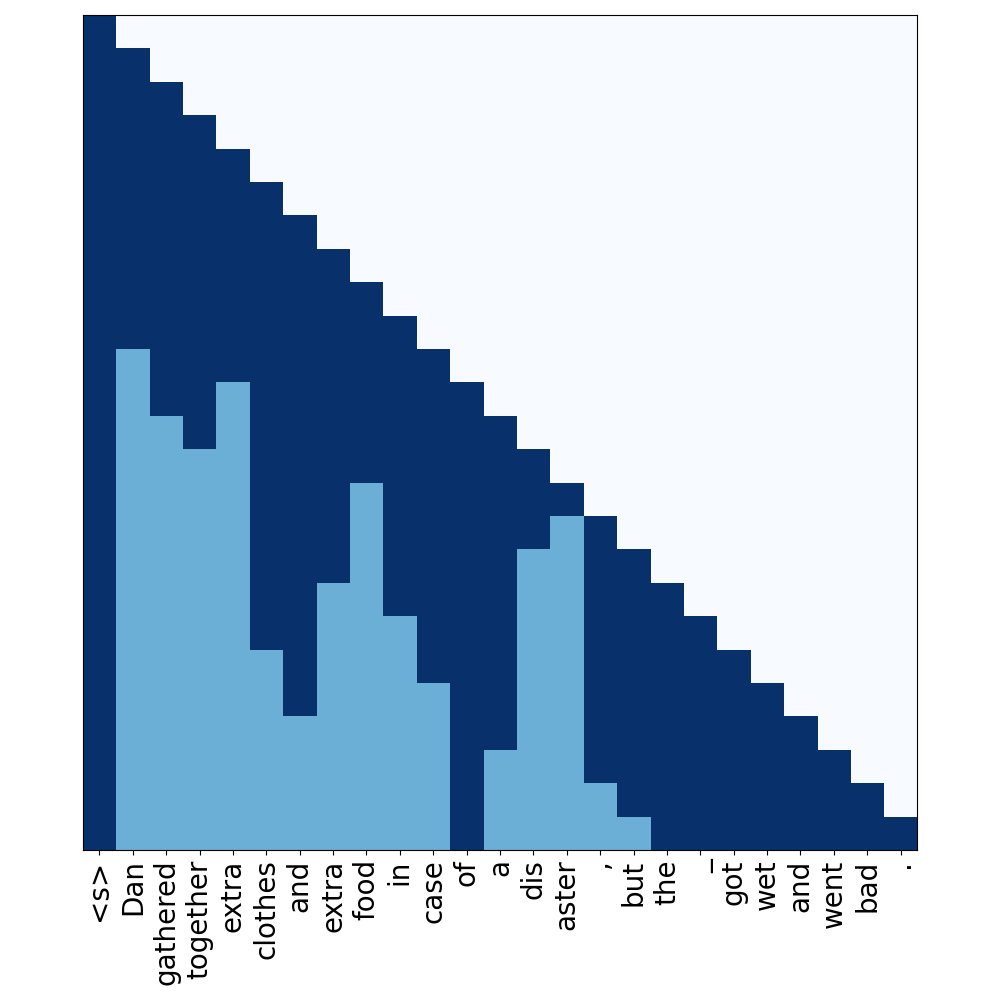 <s>
Dan
gathered
together
extra
clothes
and
extra
food
in
case
of
a
dis
aster
,
but
the
_
got
wet
and
went
bad
.